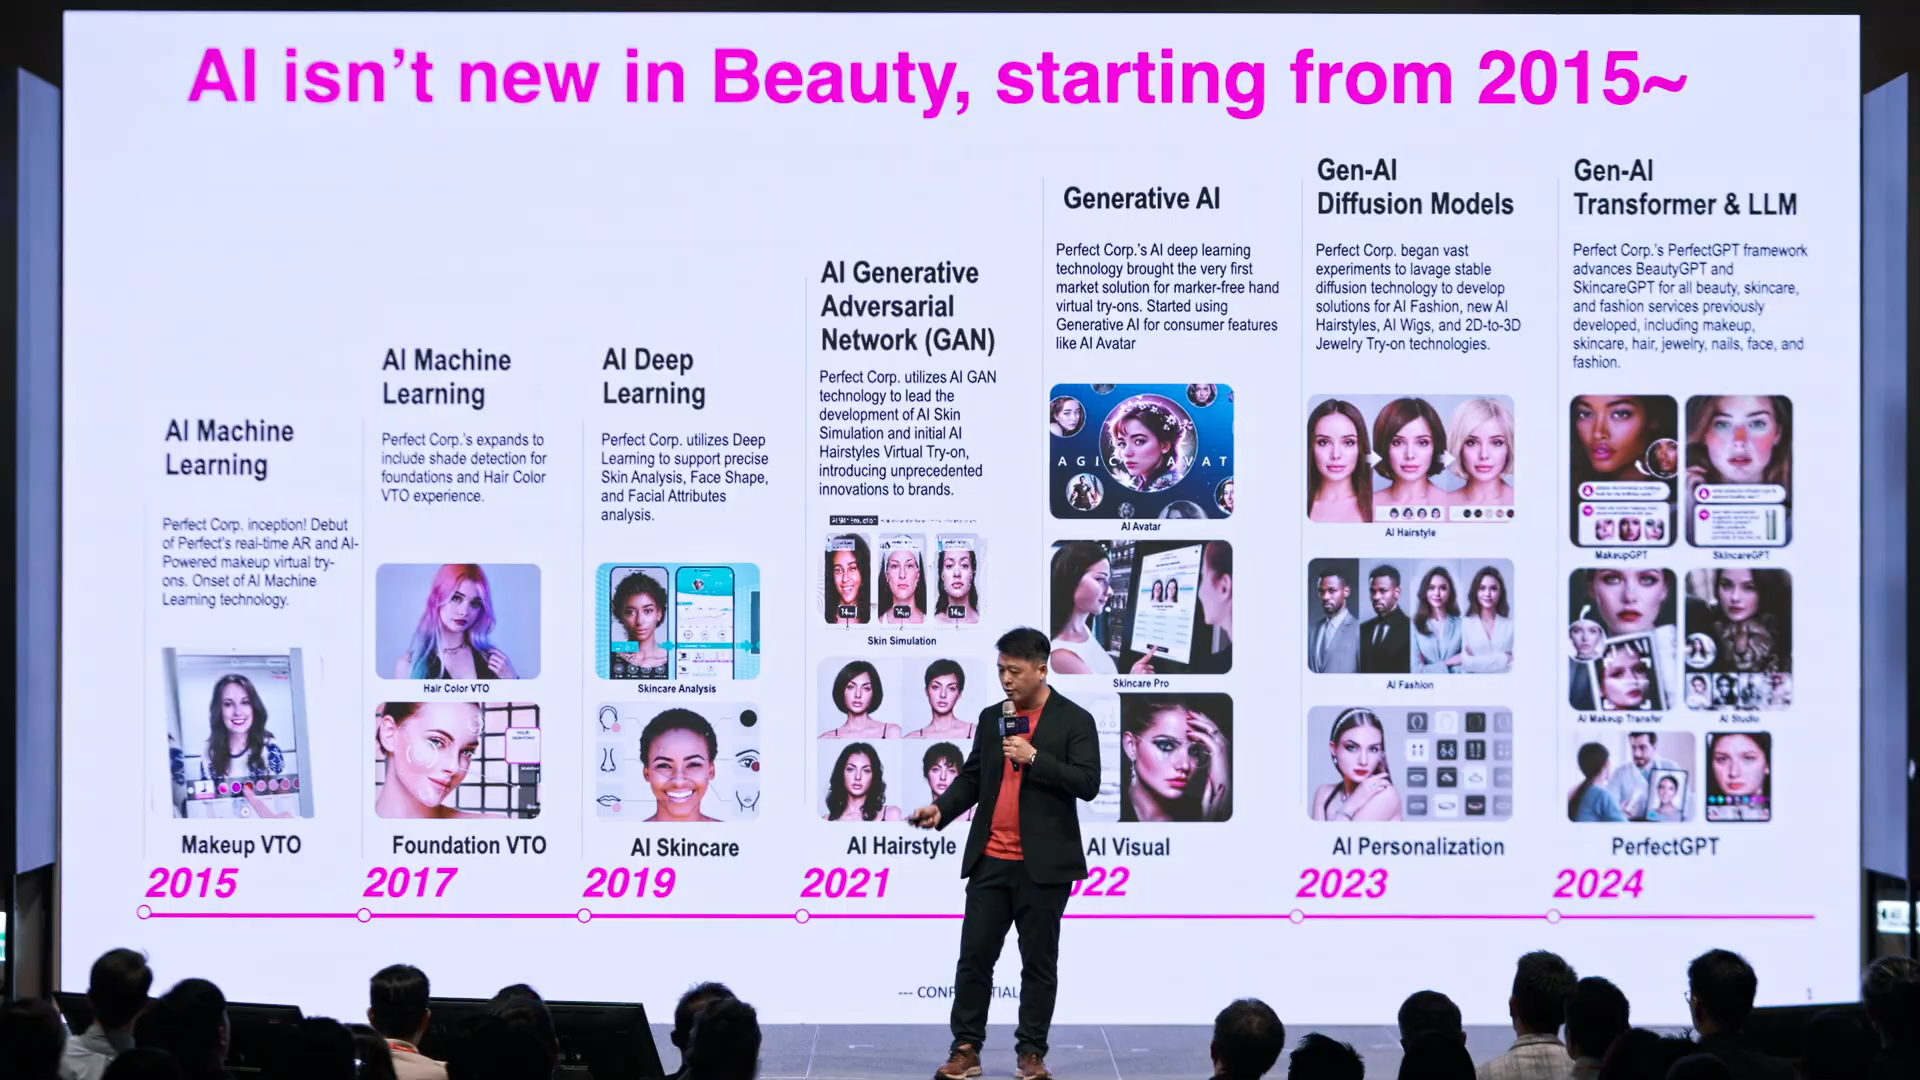 AI isn't new in Beauty, starting from 2015~
AI Machine
Learning
Perfect Corp. inception! Debut
of Perfect's real-time AR and AI-
Powered makeup virtual try-
ons. Onset of AI Machine
Learning technology.
Makeup VTO
2015
AI Machine
Learning
Perfect Corp.'s expands to
include shade detection for
foundations and Hair Color
VTO experience.
Hair Color VTO
Foundation VTO
2017
AI Deep
Learning
Perfect Corp. utilizes Deep
Learning to support precise
Skin Analysis, Face Shape,
and Facial Attributes
analysis.
Skincare Analysis
AI Skincare
2019
AI Generative
Adversarial
Network (GAN)
Perfect Corp. utilizes AI GAN
technology to lead the
development of AI Skin
Simulation and initial AI
Hairstyles Virtual Try-on,
introducing unprecedented
innovations to brands.
AI Skin Simulation
Skin Simulation
AI Hairstyle
2021
Generative AI
Perfect Corp.'s AI deep learning
technology brought the very first
market solution for marker-free hand
virtual try-ons. Started using
Generative AI for consumer features
like AI Avatar
AGIC AVAT
AI Avatar
Skincare Pro
AI Visual
022
Gen-AI
Diffusion Models
Perfect Corp. began vast
experiments to lavage stable
diffusion technology to develop
solutions for AI Fashion, new AI
Hairstyles, AI Wigs, and 2D-to-3D
Jewelry Try-on technologies.
AI Hairstyle
AI Fashion
AI Personalization
2023
Gen-AI
Transformer & LLM
Perfect Corp.'s PerfectGPT framework
advances BeautyGPT and
SkincareGPT for all beauty, skincare,
and fashion services previously
developed, including makeup,
skincare, hair, jewelry, nails, face, and
fashion.
MakeupGPT
SkincareGPT
AI Makeup Transfer
AI Studio
PerfectGPT
2024
--- CONF TIAL
1